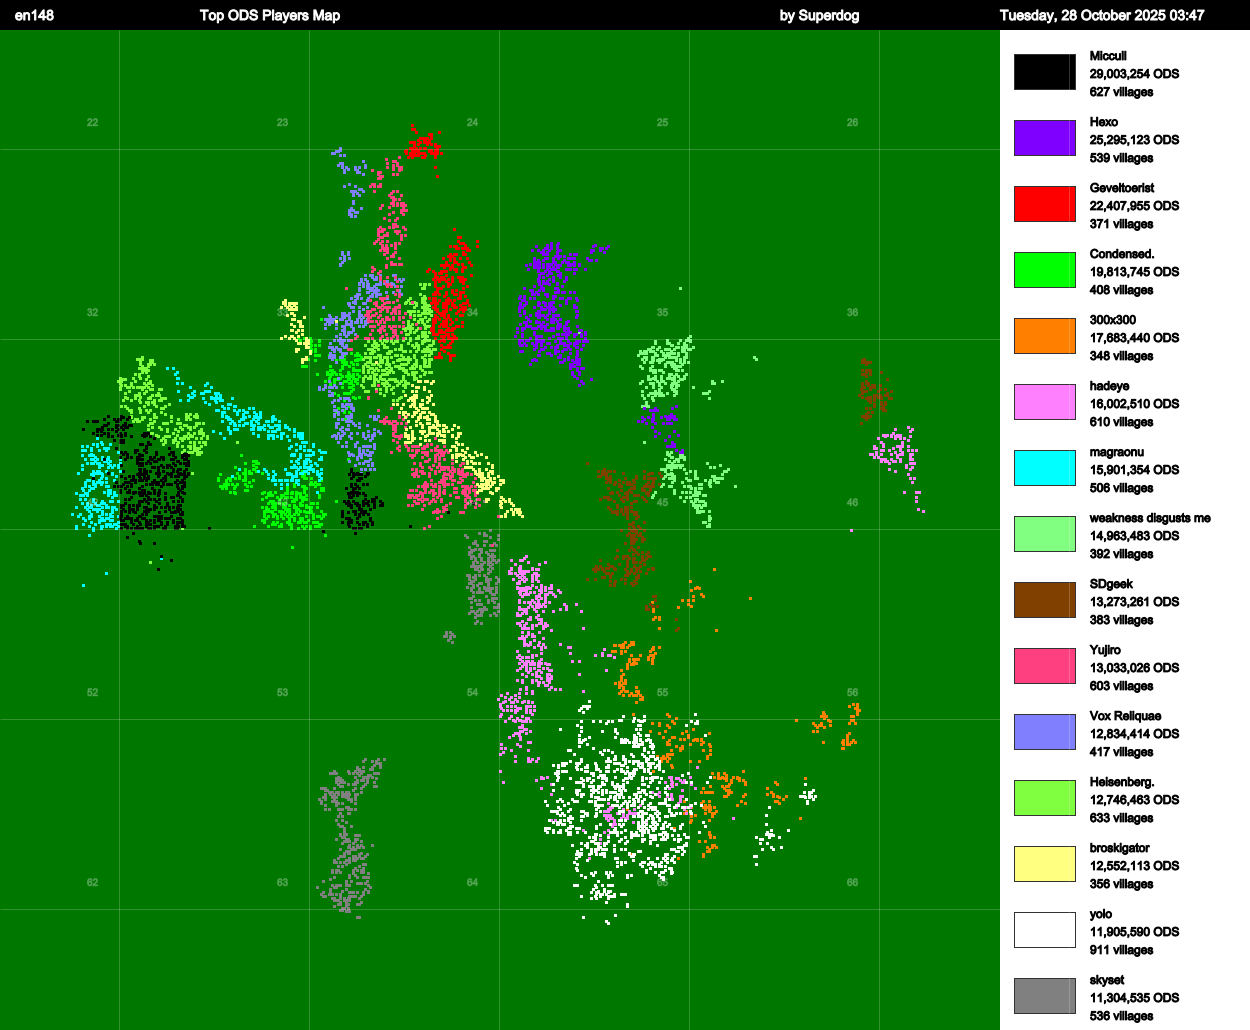 en148 Top ODS Players Map by Superdog Tuesday, 28 October 2025 03:47
Miccull
29,003,254 ODS
627 villages
Hexo
25,295,123 ODS
539 villages
Geveltoerist
22,407,955 ODS
371 villages
Condensed.
19,813,745 ODS
408 villages
300x300
17,683,440 ODS
348 villages
hadeye
16,002,510 ODS
610 villages
magraonu
15,901,354 ODS
506 villages
weakness disgusts me
14,963,483 ODS
392 villages
SDgeek
13,273,261 ODS
383 villages
Yujiro
13,033,026 ODS
603 villages
Vox Reliquae
12,834,414 ODS
417 villages
Heisenberg.
12,746,463 ODS
633 villages
broskigator
12,552,113 ODS
356 villages
yolo
11,905,590 ODS
911 villages
skyset
11,304,535 ODS
536 villages
22 23 24 25 26
32 34 35 36
45 46
52 53 54 55 56
62 63 64 65 66